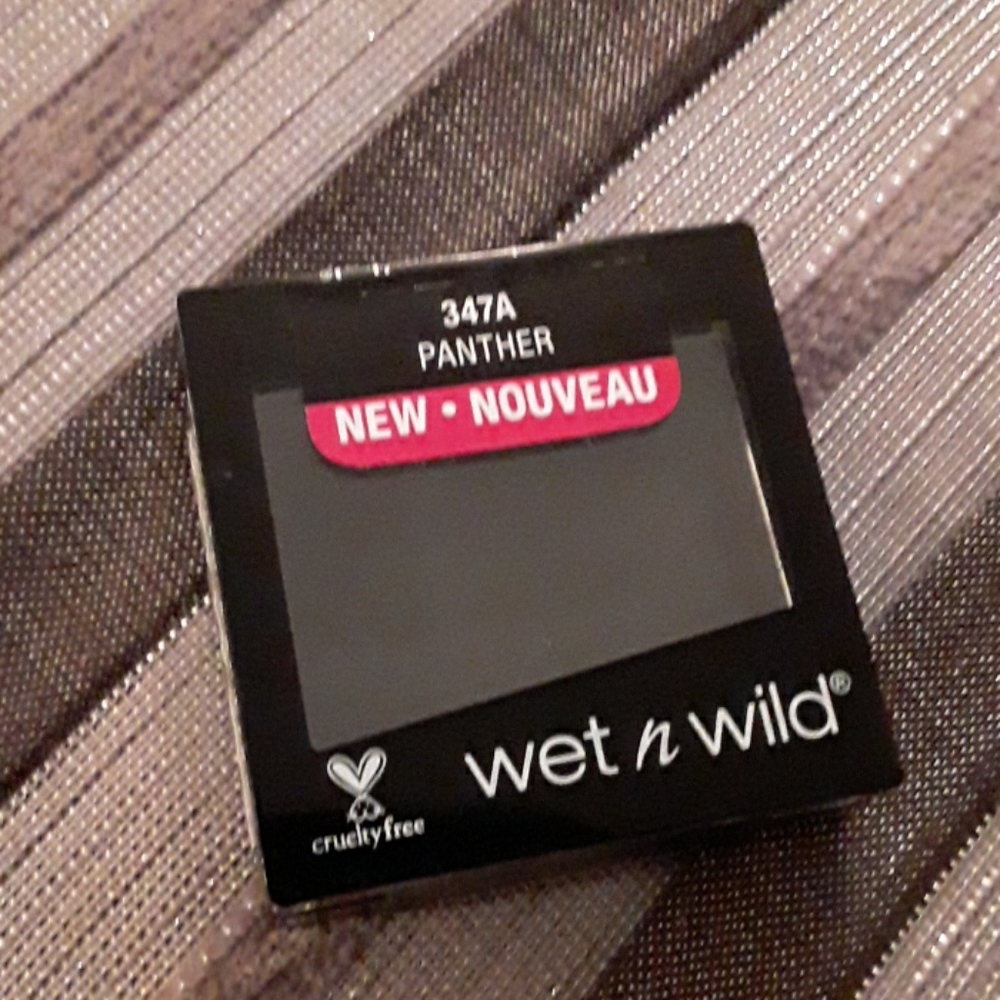 347A
PANTHER
NEW • NOUVEAU
wet n wild®
crueltyfree